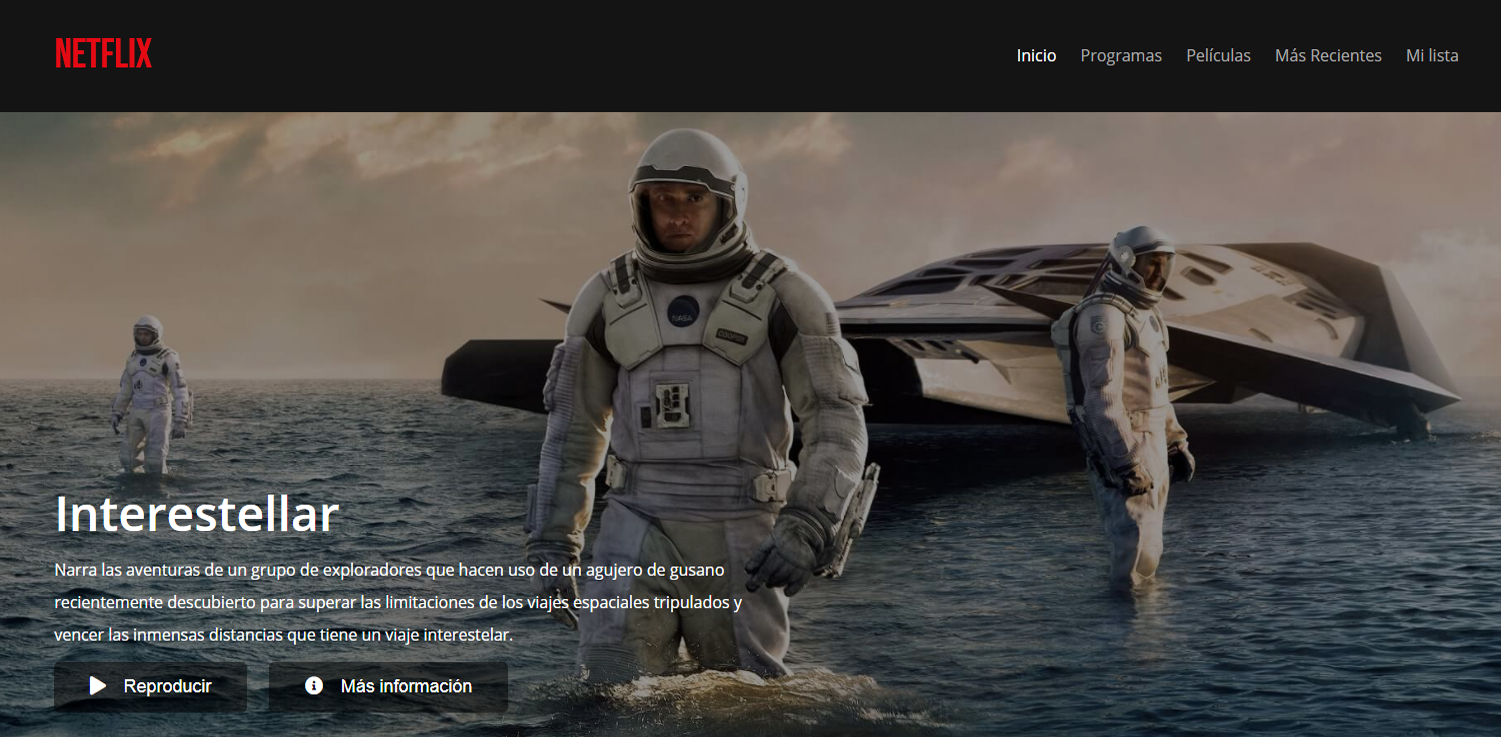 NETFLIX
Inicio Programas Películas Más Recientes Mi lista
NASA
COOPER
Interestellar
Narra las aventuras de un grupo de exploradores que hacen uso de un agujero de gusano
recientemente descubierto para superar las limitaciones de los viajes espaciales tripulados y
vencer las inmensas distancias que tiene un viaje interestelar.
Reproducir Más información